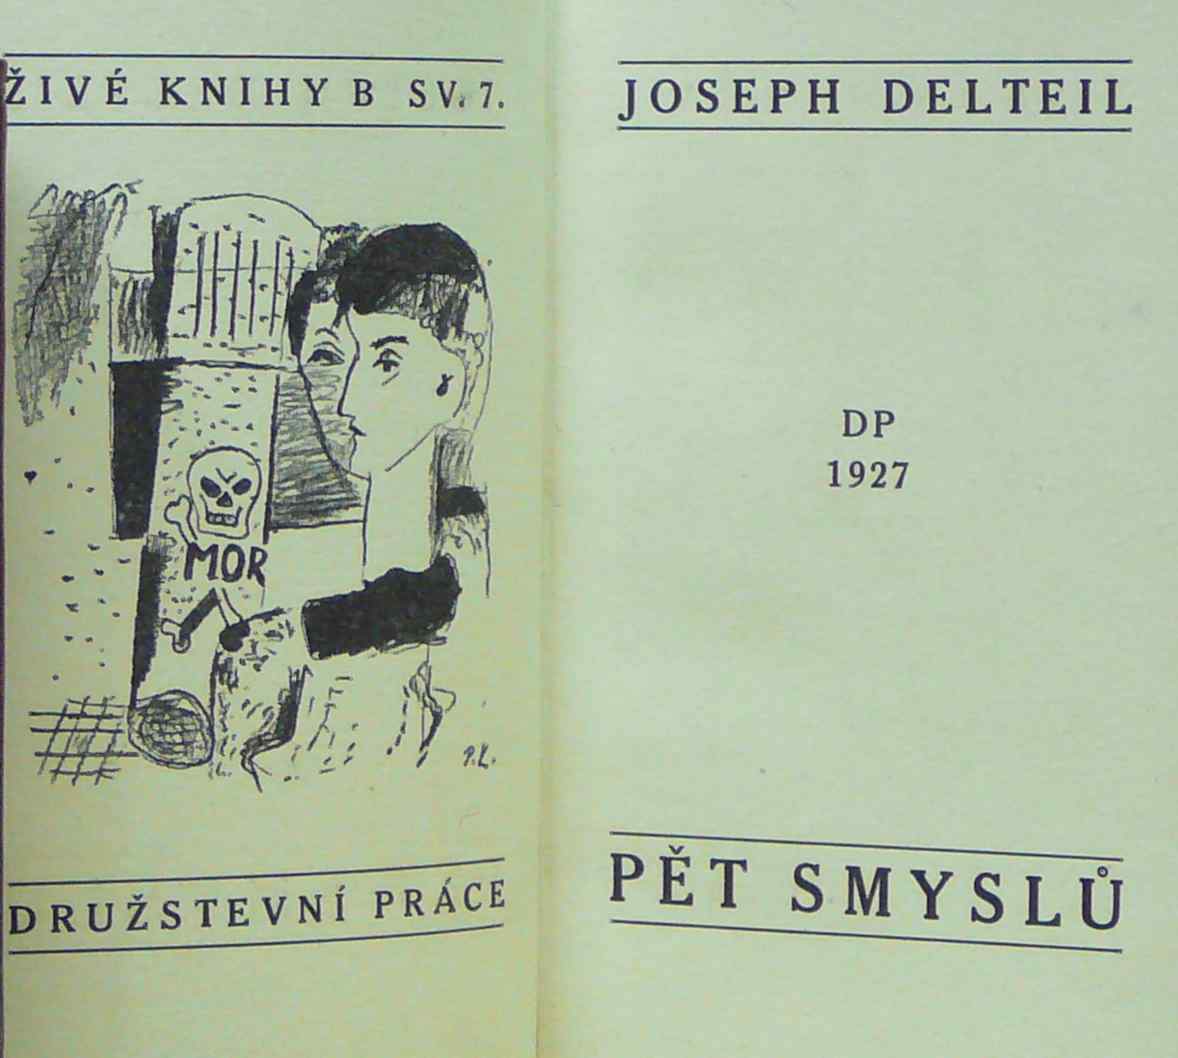 ŽIVÉ KNIHY B SV. 7.
MOR
P.K.
DRUŽSTEVNÍ PRÁCE
JOSEPH DELTEIL
DP
1927
PĚT SMYSLŮ